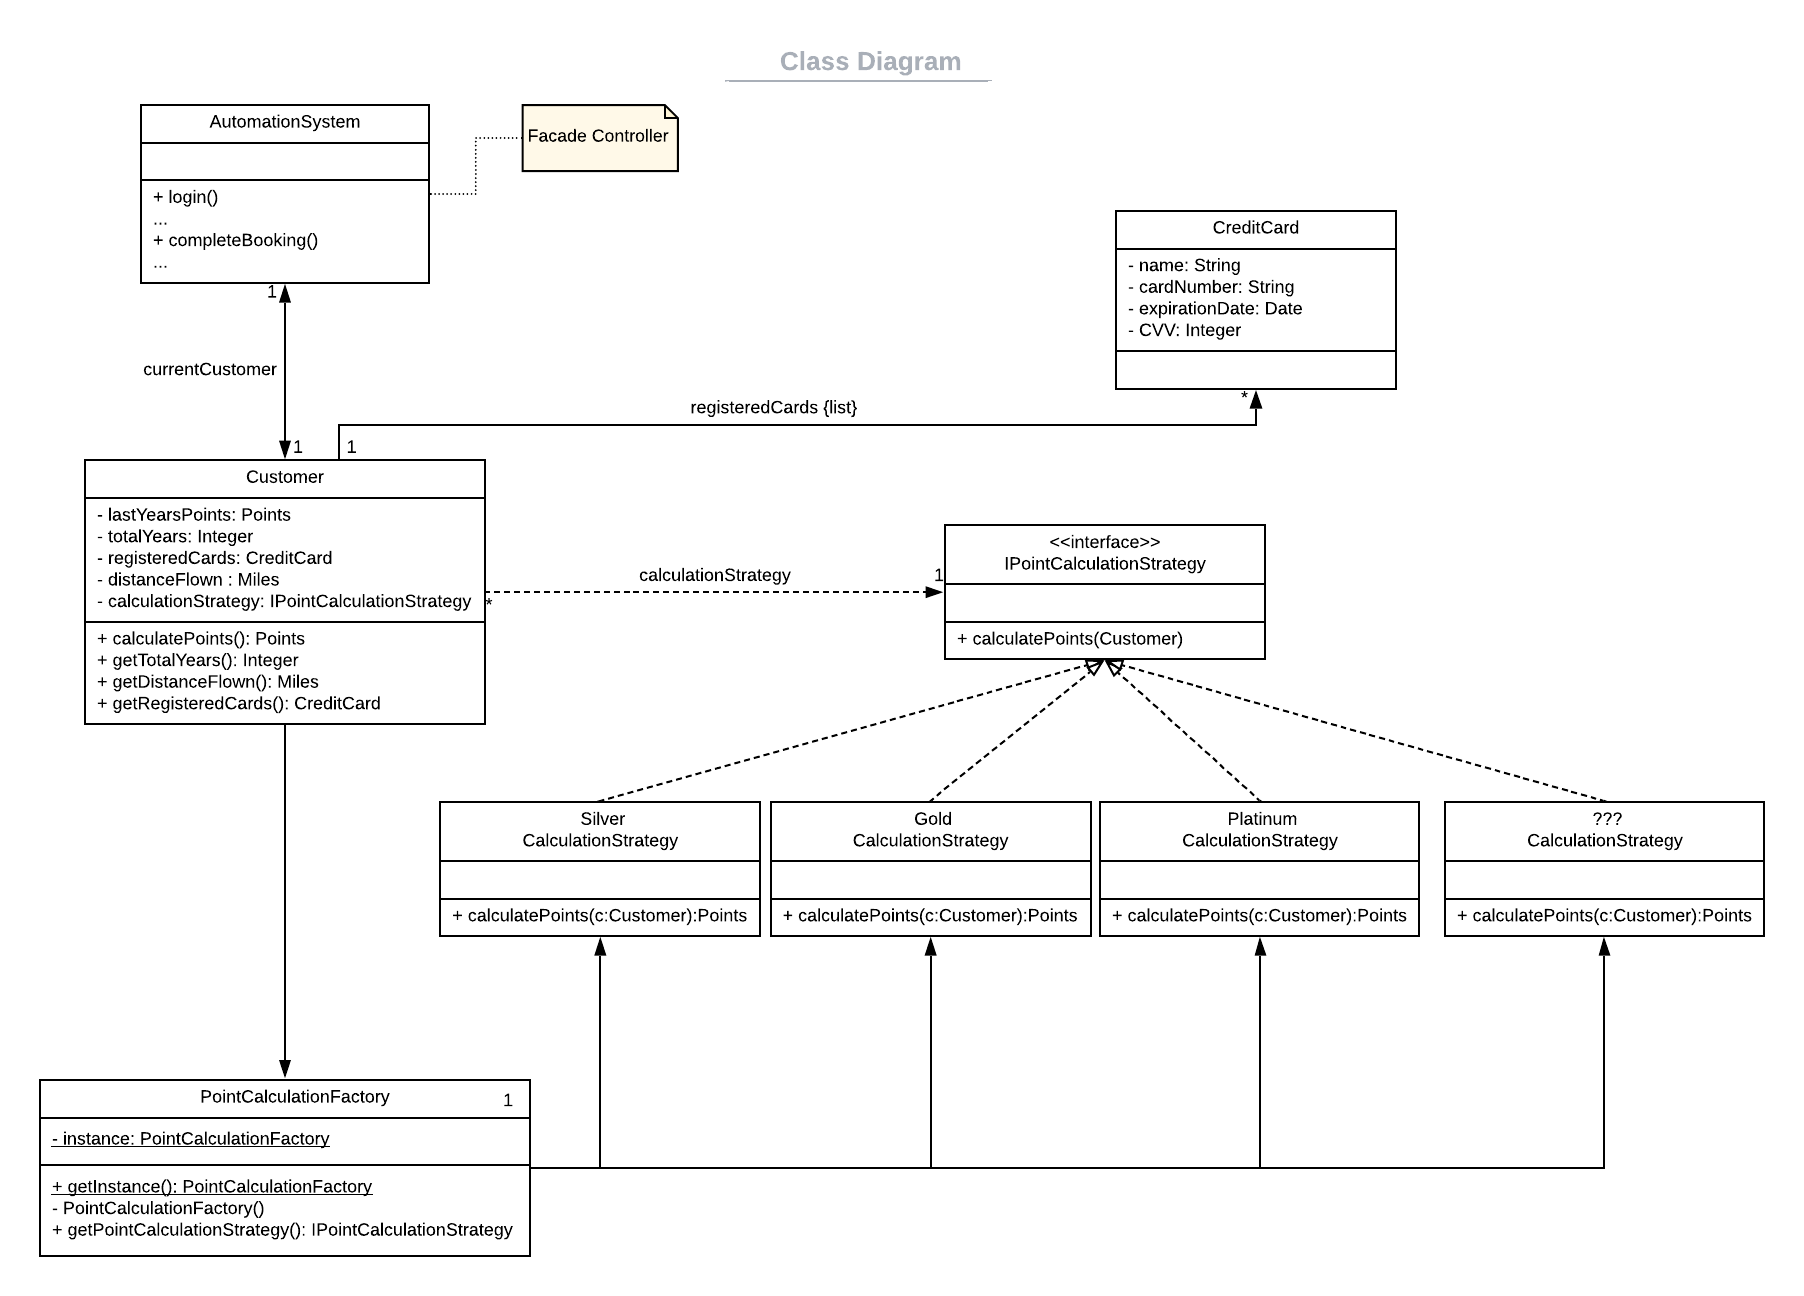 Class Diagram
AutomationSystem
+ login()
...
+ completeBooking()
...
Facade Controller
CreditCard
- name: String
- cardNumber: String
- expirationDate: Date
- CVV: Integer
1
currentCustomer
1
1
registeredCards {list}
*
Customer
- lastYearsPoints: Points
- totalYears: Integer
- registeredCards: CreditCard
- distanceFlown : Miles
- calculationStrategy: IPointCalculationStrategy
+ calculatePoints(): Points
+ getTotalYears(): Integer
+ getDistanceFlown(): Miles
+ getRegisteredCards(): CreditCard
*
calculationStrategy
1
<<interface>>
IPointCalculationStrategy
+ calculatePoints(Customer)
Silver
CalculationStrategy
+ calculatePoints(c:Customer):Points
Gold
CalculationStrategy
+ calculatePoints(c:Customer):Points
Platinum
CalculationStrategy
+ calculatePoints(c:Customer):Points
???
CalculationStrategy
+ calculatePoints(c:Customer):Points
PointCalculationFactory
1
- instance: PointCalculationFactory
+ getInstance(): PointCalculationFactory
- PointCalculationFactory()
+ getPointCalculationStrategy(): IPointCalculationStrategy